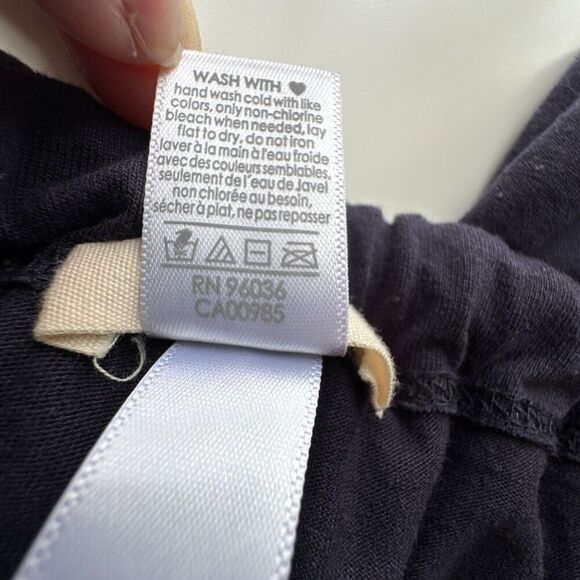 WASH WITH ♥
hand wash cold with like
colors, only non-chlorine
bleach when needed, lay
flat to dry, do not iron
laver à la main à l'eau froide
avec des couleurs semblables,
seulement de l'eau de javel
non chlorée au besoin,
sécher à plat, ne pas repasser
RN 94036
CA00985